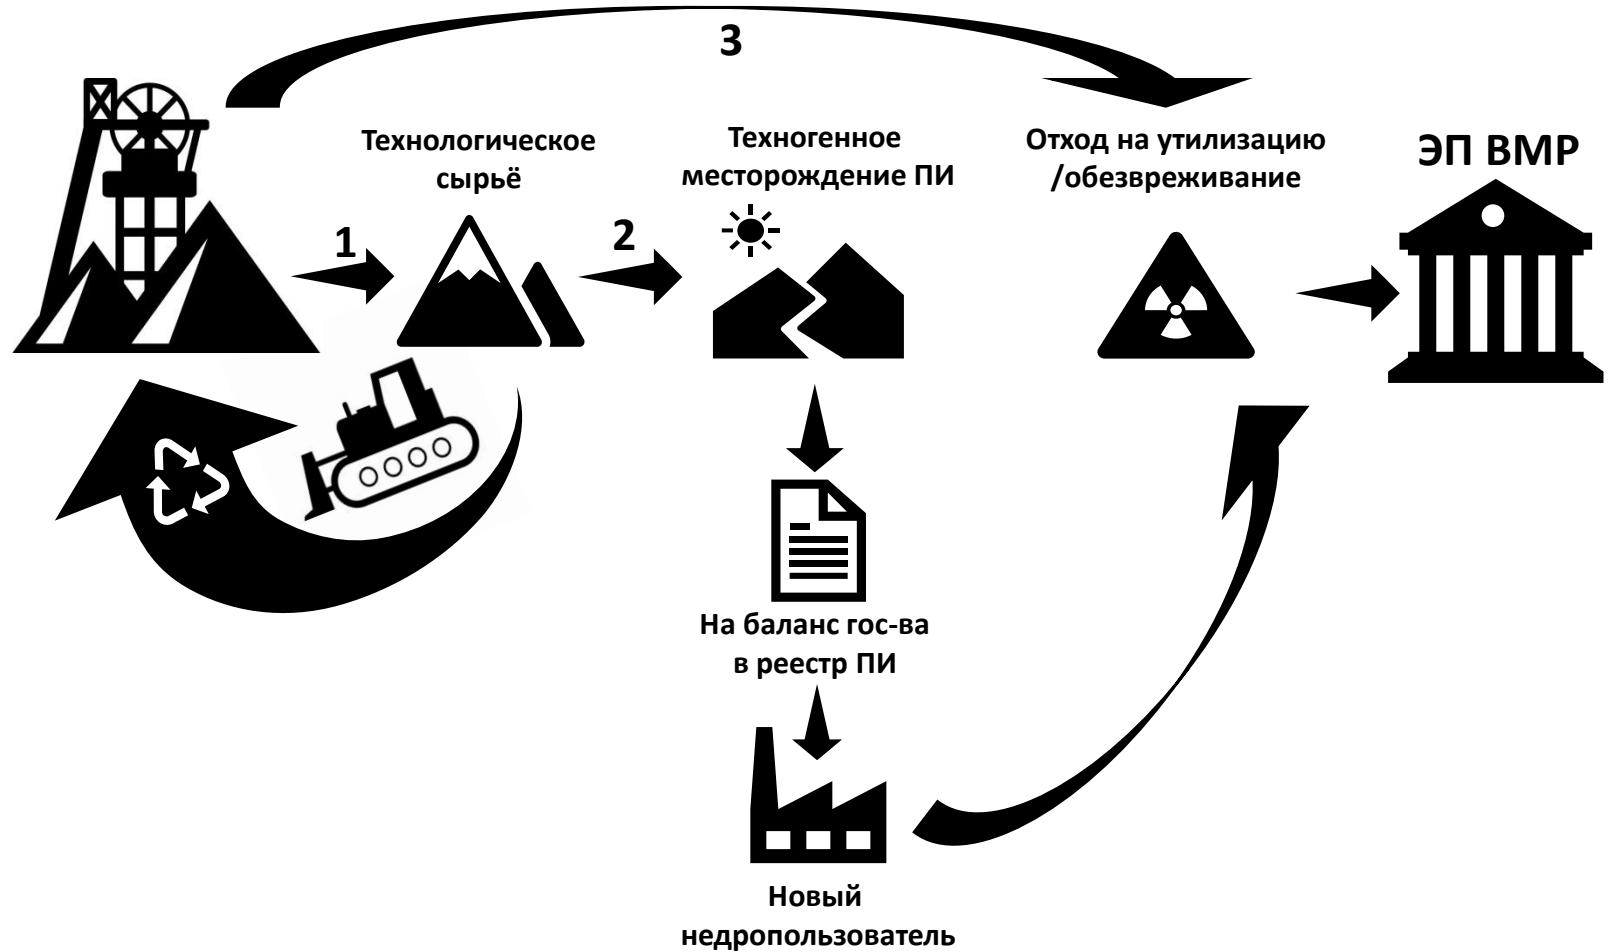 3
Технологическое
сырьё
Техногенное
месторождение ПИ
Отход на утилизацию
/обезвреживание
ЭП ВМР
1
2
На баланс гос-ва
в реестр ПИ
Новый
недропользователь